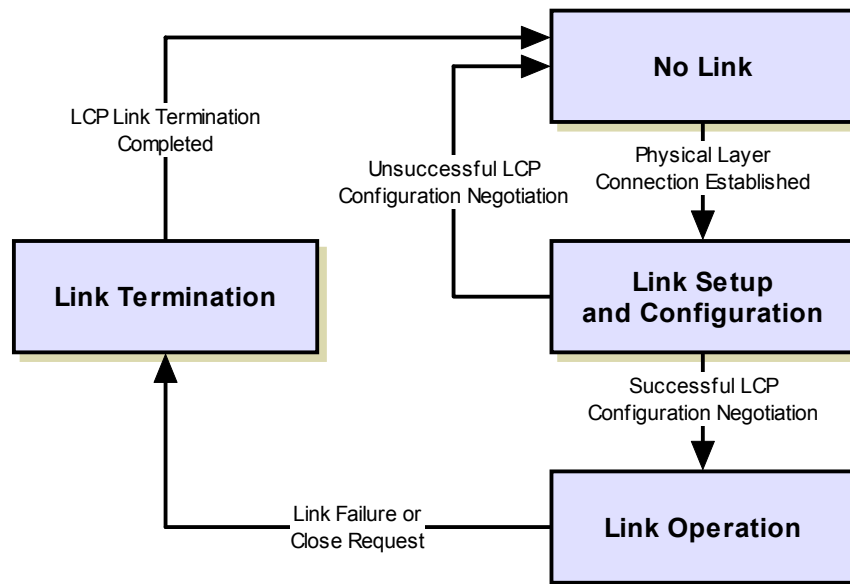 No Link
LCP Link Termination
Completed
Unsuccessful LCP
Configuration Negotiation
Physical Layer
Connection Established
Link Termination
Link Setup
and Configuration
Successful LCP
Configuration Negotiation
Link Failure or
Close Request
Link Operation